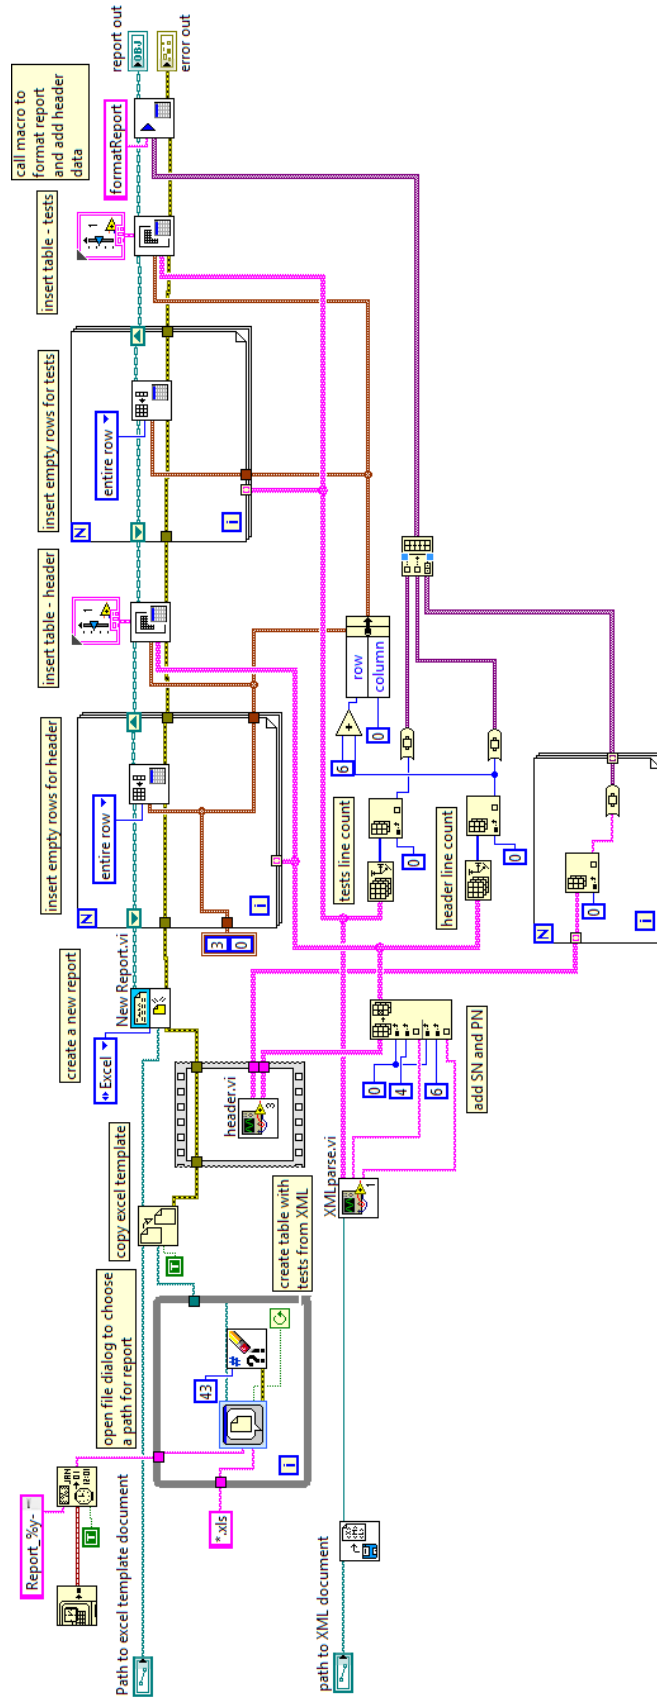 Report_%y-
Path to excel template document
path to XML document
open file dialog to choose
a path for report
*.xls
43
i
T
T
copy excel template
create table with
tests from XML
XMLparse.vi
1
header.vi
3
create a new report
New Report.vi
Excel
add SN and PN
0
4
6
insert empty rows for header
entire row
N
i
3
0
insert table - header
1
tests line count
0
header line count
0
6
row
column
0
N
0
i
insert empty rows for tests
entire row
N
i
insert table - tests
1
call macro to
format report
and add header
data
formatReport
report out
OBJ
error out